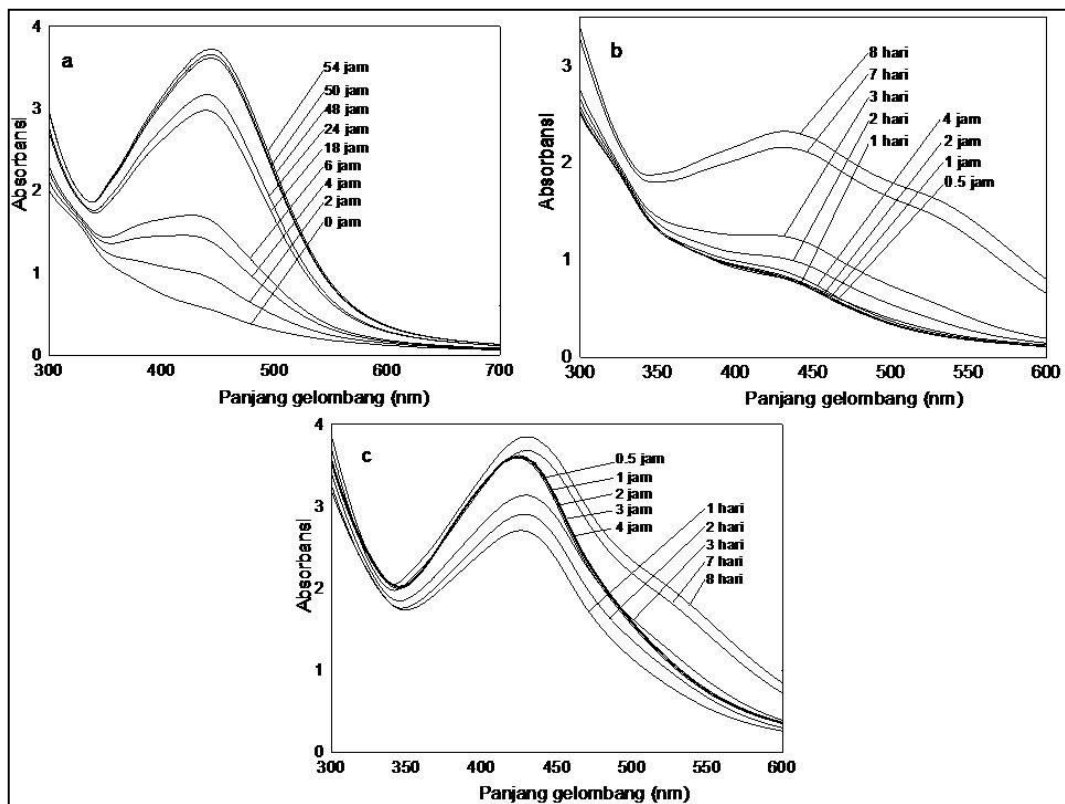 a
4
3
2
1
0
Absorbansi
54 jam
50 jam
48 jam
24 jam
18 jam
6 jam
4 jam
2 jam
0 jam
300 400 500 600 700
Panjang gelombang (nm)
b
3
2
1
0
Absorbansi
8 hari
7 hari
3 hari
2 hari
1 hari
4 jam
2 jam
1 jam
0.5 jam
300 350 400 450 500 550 600
Panjang gelombang (nm)
c
4
3
2
1
0
Absorbansi
0.5 jam
1 jam
2 jam
3 jam
4 jam
1 hari
2 hari
3 hari
7 hari
8 hari
300 350 400 450 500 550 600
Panjang gelombang (nm)